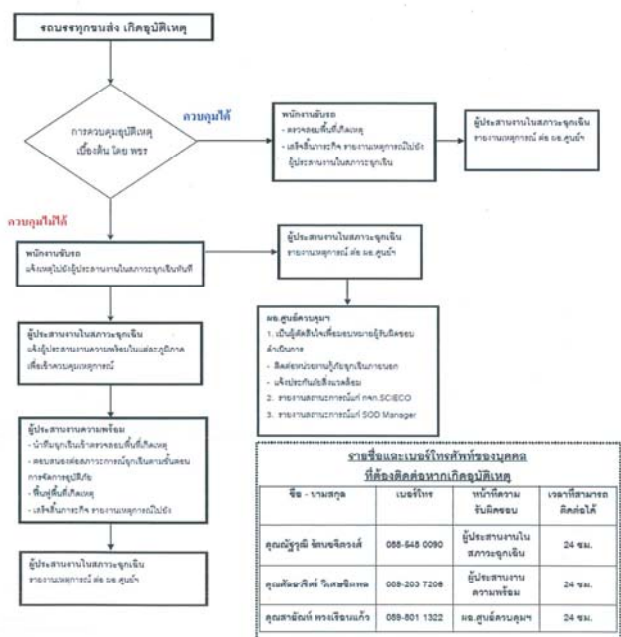 รถบรรทุกขนส่ง เกิดอุบัติเหตุ
การควบคุมอุบัติเหตุ
เบื้องต้น โดย พขร
ควบคุมได้
พนักงานขับรถ
- ตรวจสอบพื้นที่เกิดเหตุ
- เสร็จสิ้นภาระกิจ รายงานเหตุการณ์ไปยัง
ผู้ประสานงานในสภาวะฉุกเฉิน
ผู้ประสานงานในสภาวะฉุกเฉิน
รายงานเหตุการณ์ ต่อ ผอ.ศูนย์ฯ
ควบคุมไม่ได้
พนักงานขับรถ
แจ้งเหตุไปยังผู้ประสานงานในสภาวะฉุกเฉินทันที
ผู้ประสานงานในสภาวะฉุกเฉิน
รายงานเหตุการณ์ ต่อ ผอ.ศูนย์ฯ
ผอ.ศูนย์ควบคุมฯ
1. เป็นผู้ตัดสินใจเพื่อมอบหมายผู้รับผิดชอบ
ดำเนินการ
- ติดต่อหน่วยงานกู้ภัยฉุกเฉินภายนอก
- แจ้งประกันภัยสิ่งแวดล้อม
2. รายงานสถานะการณ์แก่ กจก.SCIECO
3. รายงานสถานะการณ์แก่ SOD Manager
ผู้ประสานงานในสภาวะฉุกเฉิน
แจ้งผู้ประสานงานความพร้อมในแต่ละภูมิภาค
เพื่อเข้าควบคุมเหตุการณ์
ผู้ประสานงานความพร้อม
- นำทีมฉุกเฉินเข้าตรวจสอบพื้นที่เกิดเหตุ
- ตอบสนองต่อสภาวะการณ์ฉุกเฉินตามขั้นตอน
การจัดการอุบัติภัย
- ฟื้นฟูพื้นที่เกิดเหตุ
- เสร็จสิ้นภาระกิจ รายงานเหตุการณ์ไปยัง
ผู้ประสานงานในสภาวะฉุกเฉิน
รายงานเหตุการณ์ ต่อ ผอ.ศูนย์ฯ
รายชื่อและเบอร์โทรศัพท์ของบุคคล
ที่ต้องติดต่อหากเกิดอุบัติเหตุ
ชื่อ - นามสกุล เบอร์โทร หน้าที่ความรับผิดชอบ เวลาที่สามารถติดต่อได้
คุณณัฐวุฒิ 088-548 0090 ผู้ประสานงานในสภาวะฉุกเฉิน 24 ชม.
ผู้ประสานงานความพร้อม 24 ชม.
คุณสายัณห์ พวงเรือนแก้ว 089-801 1322 ผอ.ศูนย์ควบคุมฯ 24 ชม.